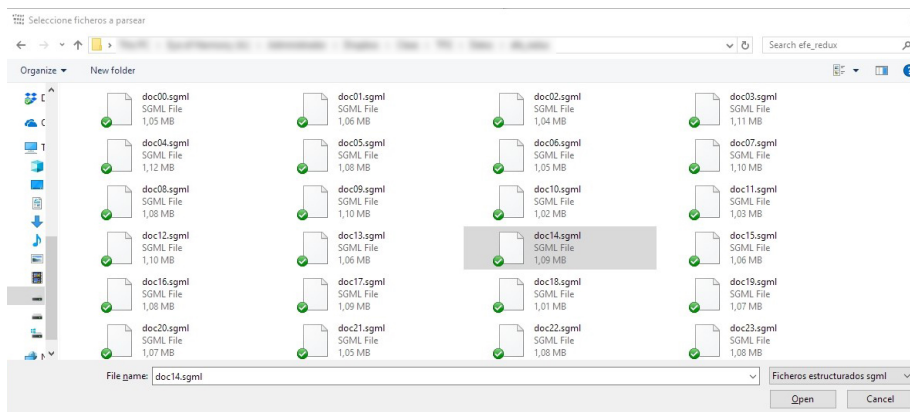 Seleccione ficheros a parsear
Search efe_redux
Organize
New folder
doc00.sgml
SGML File
1,05 MB
doc01.sgml
SGML File
1,06 MB
doc02.sgml
SGML File
1,04 MB
doc03.sgml
SGML File
1,11 MB
doc04.sgml
SGML File
1,12 MB
doc05.sgml
SGML File
1,08 MB
doc06.sgml
SGML File
1,05 MB
doc07.sgml
SGML File
1,10 MB
doc08.sgml
SGML File
1,08 MB
doc09.sgml
SGML File
1,10 MB
doc10.sgml
SGML File
1,02 MB
doc11.sgml
SGML File
1,03 MB
doc12.sgml
SGML File
1,10 MB
doc13.sgml
SGML File
1,06 MB
doc14.sgml
SGML File
1,09 MB
doc15.sgml
SGML File
1,06 MB
doc16.sgml
SGML File
1,08 MB
doc17.sgml
SGML File
1,09 MB
doc18.sgml
SGML File
1,01 MB
doc19.sgml
SGML File
1,07 MB
doc20.sgml
SGML File
1,07 MB
doc21.sgml
SGML File
1,05 MB
doc22.sgml
SGML File
1,08 MB
doc23.sgml
SGML File
1,08 MB
File name: doc14.sgml
Ficheros estructurados sgml
Open
Cancel